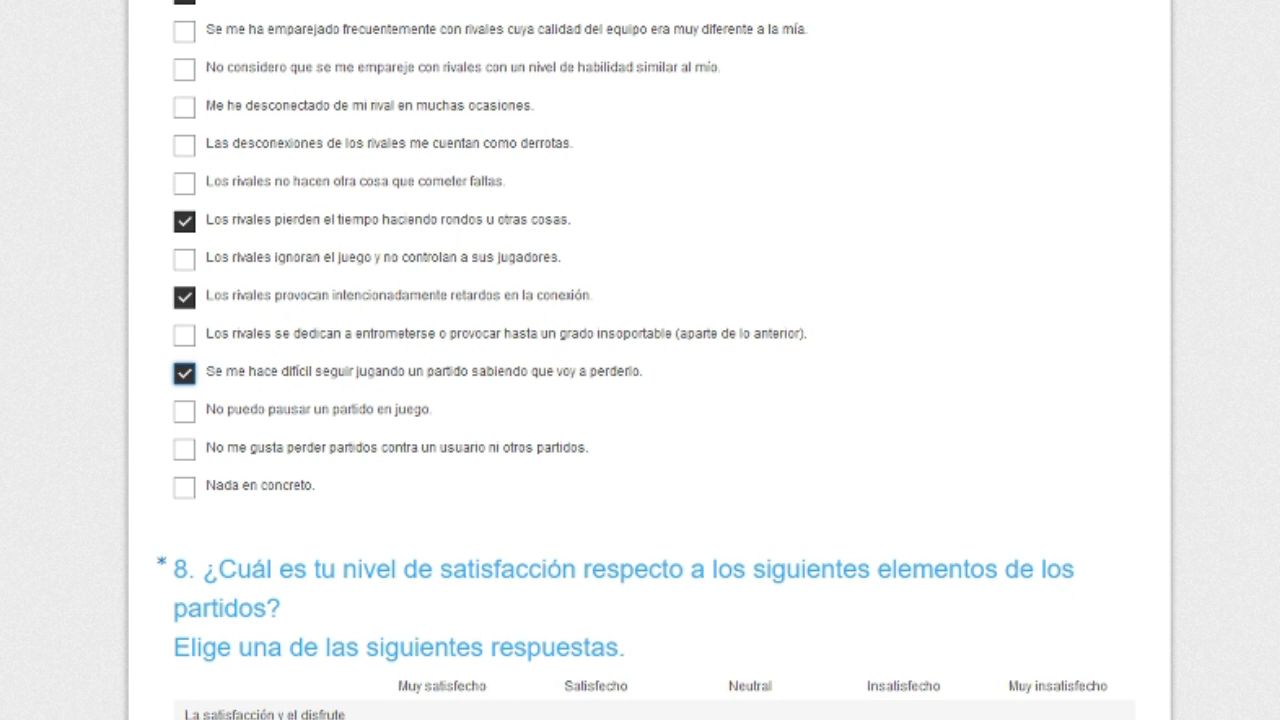 Se me ha emparejado frecuentemente con rivales cuya calidad del equipo era muy diferente a la mía.
No considero que se me empareje con rivales con un nivel de habilidad similar al mío.
Me he desconectado de mi rival en muchas ocasiones.
Las desconexiones de los rivales me cuentan como derrotas.
Los rivales no hacen otra cosa que cometer fallas.
Los rivales pierden el tiempo haciendo rondos u otras cosas.
Los rivales ignoran el juego y no controlan a sus jugadores.
Los rivales provocan intencionadamente retardos en la conexión.
Los rivales se dedican a entrometerse o provocar hasta un grado insoportable (aparte de lo anterior).
Se me hace difícil seguir jugando un partido sabiendo que voy a perderlo.
No puedo pausar un partido en juego.
No me gusta perder partidos contra un usuario ni otros partidos.
Nada en concreto.
* 8. ¿Cuál es tu nivel de satisfacción respecto a los siguientes elementos de los
partidos?
Elige una de las siguientes respuestas.
Muy satisfecho Satisfecho Neutral Insatisfecho Muy insatisfecho
La satisfacción y el disfrute